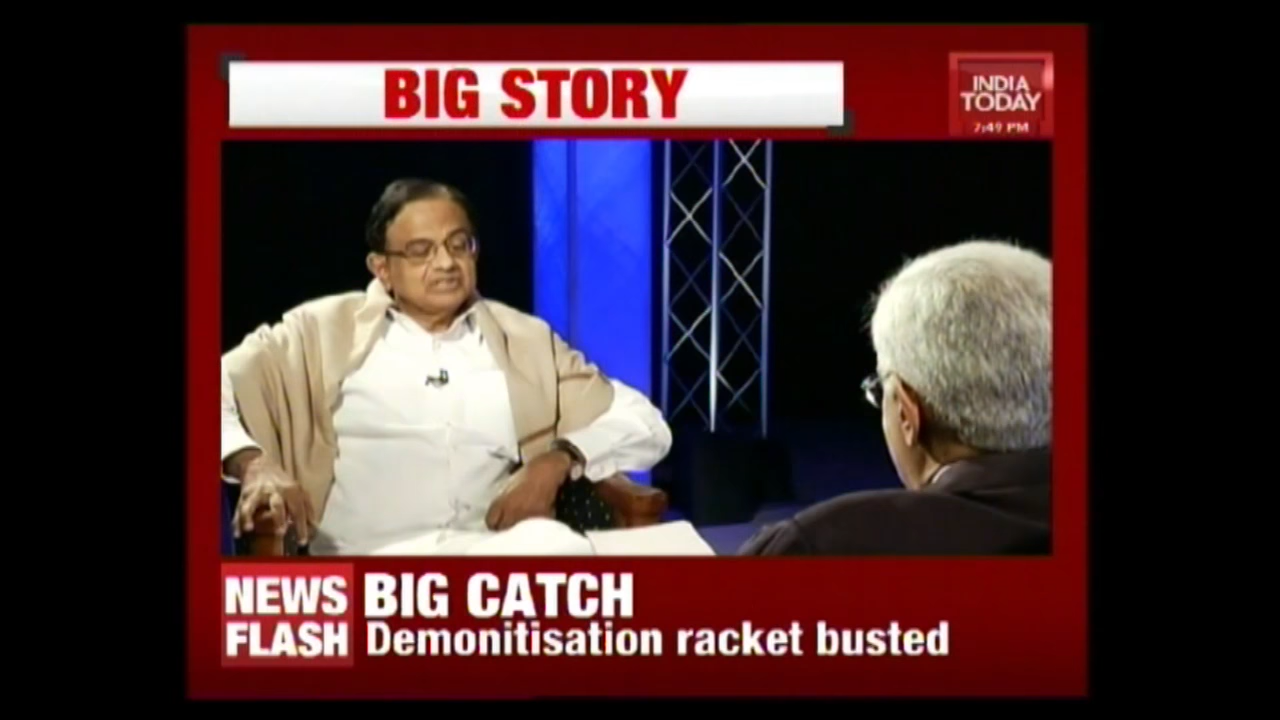 BIG STORY
INDIA
TODAY
7:49 PM
NEWS
FLASH
BIG CATCH
Demonitisation racket busted